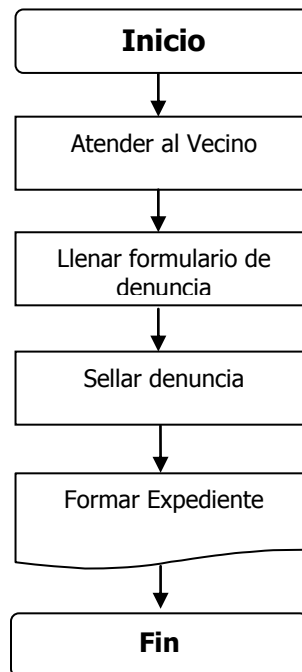 Inicio
Atender al Vecino
Llenar formulario de
denuncia
Sellar denuncia
Formar Expediente
Fin